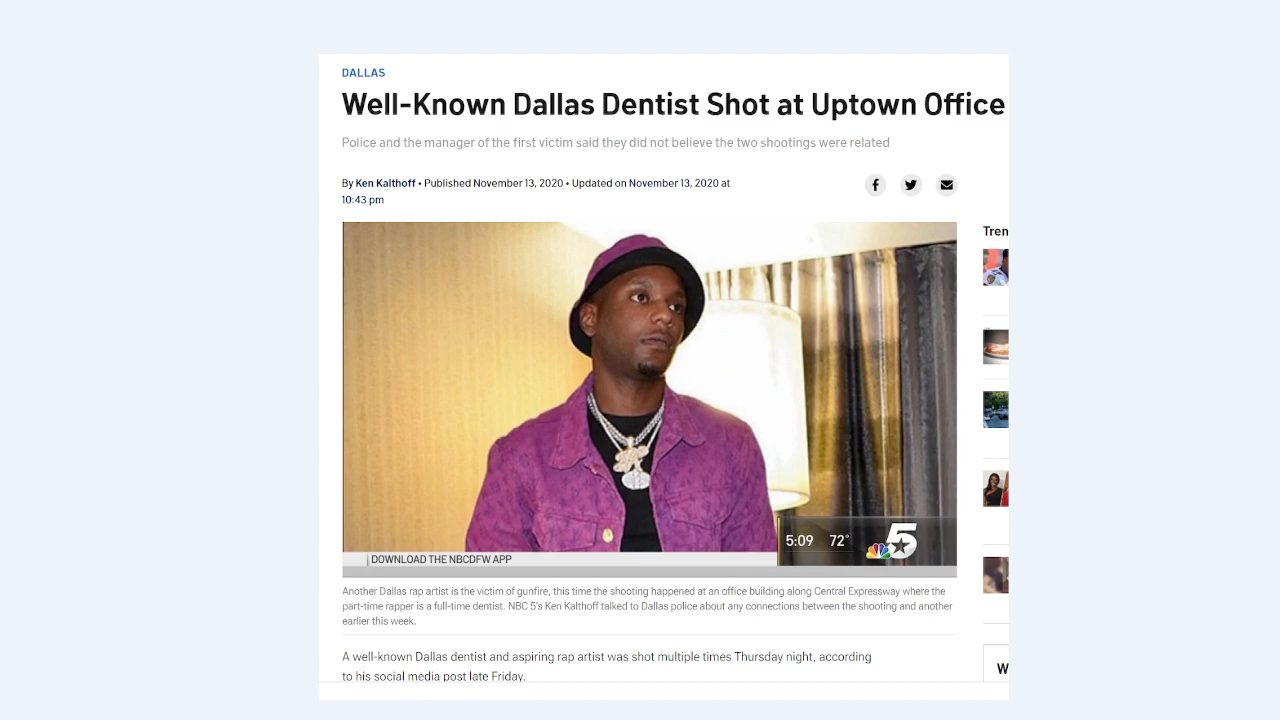 DALLAS
Well-Known Dallas Dentist Shot at Uptown Office
Police and the manager of the first victim said they did not believe the two shootings were related
By Ken Kalthoff • Published November 13, 2020 • Updated on November 13, 2020 at
10:43 pm
Tren
5:09 72° 5
DOWNLOAD THE NBCDFW APP
Another Dallas rap artist is the victim of gunfire, this time the shooting happened at an office building along Central Expressway where the
part-time rapper is a full-time dentist. NBC 5's Ken Kalthoff talked to Dallas police about any connections between the shooting and another
earlier this week.
A well-known Dallas dentist and aspiring rap artist was shot multiple times Thursday night, according
W
to his social media post late Friday.